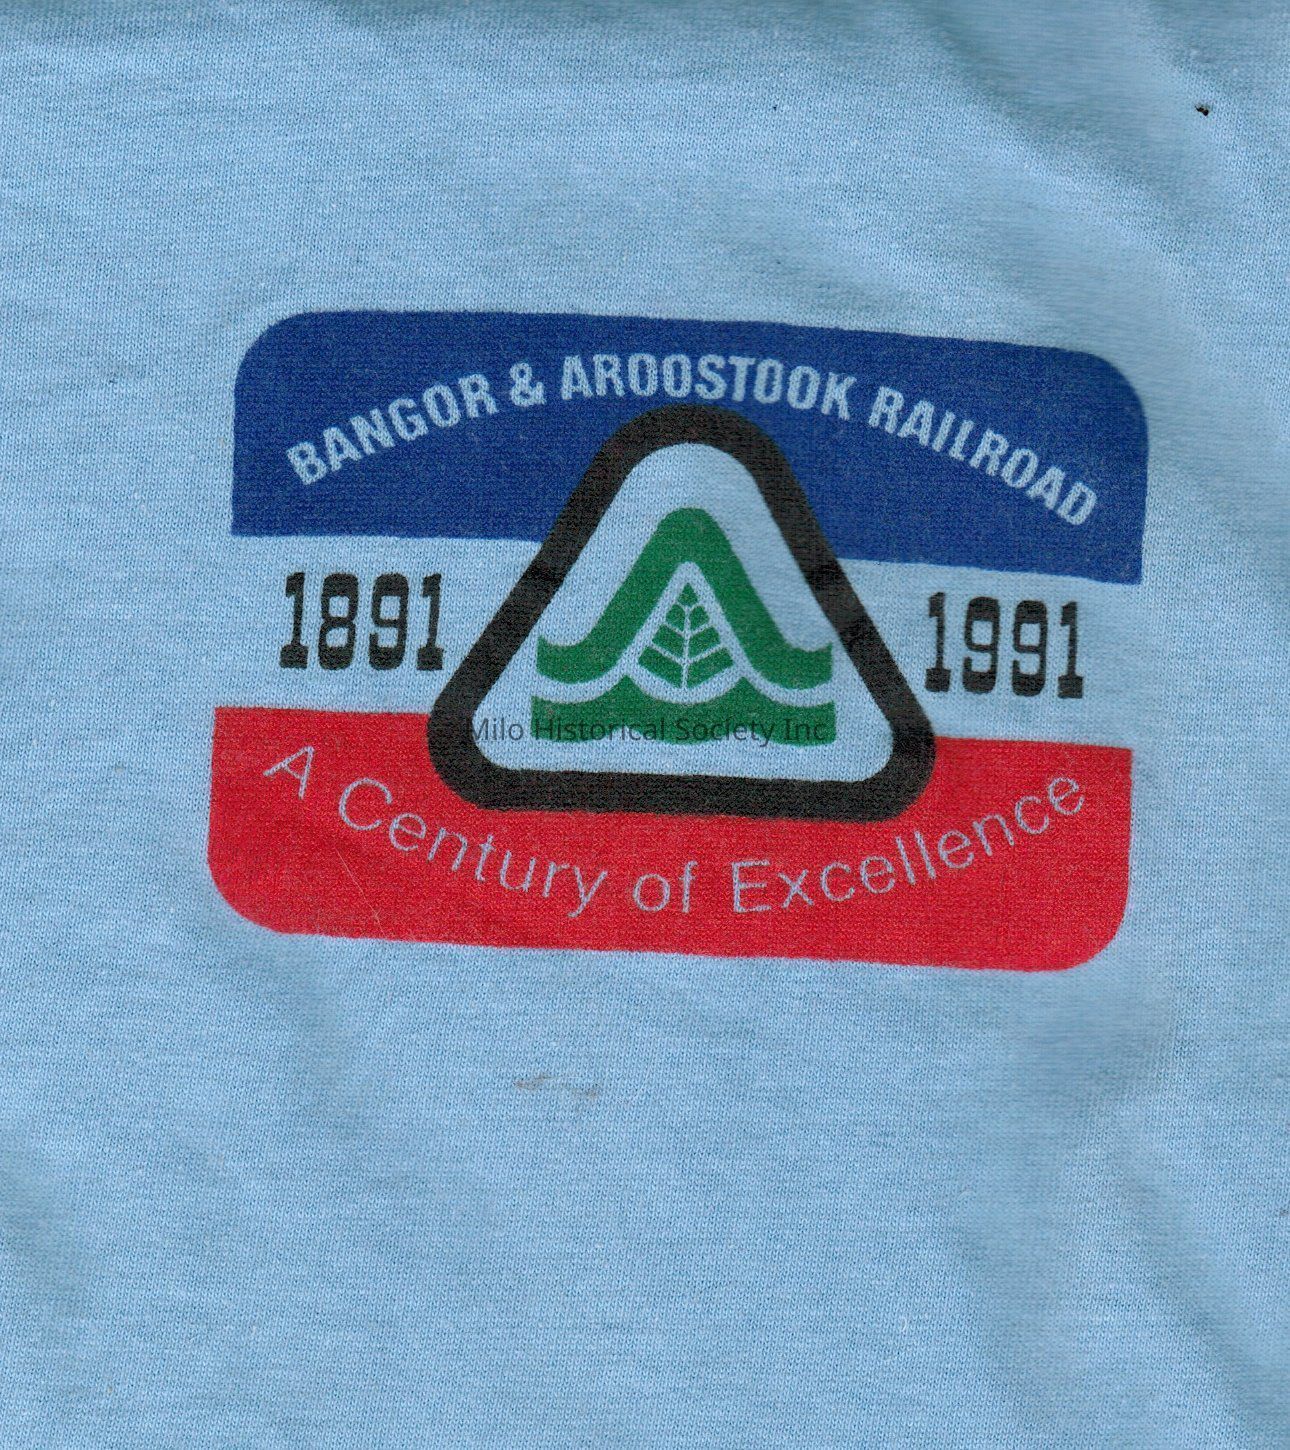 BANGOR & AROOSTOOK RAILROAD
1891
1991
Milo Historical Society Inc
A Century of Excellence